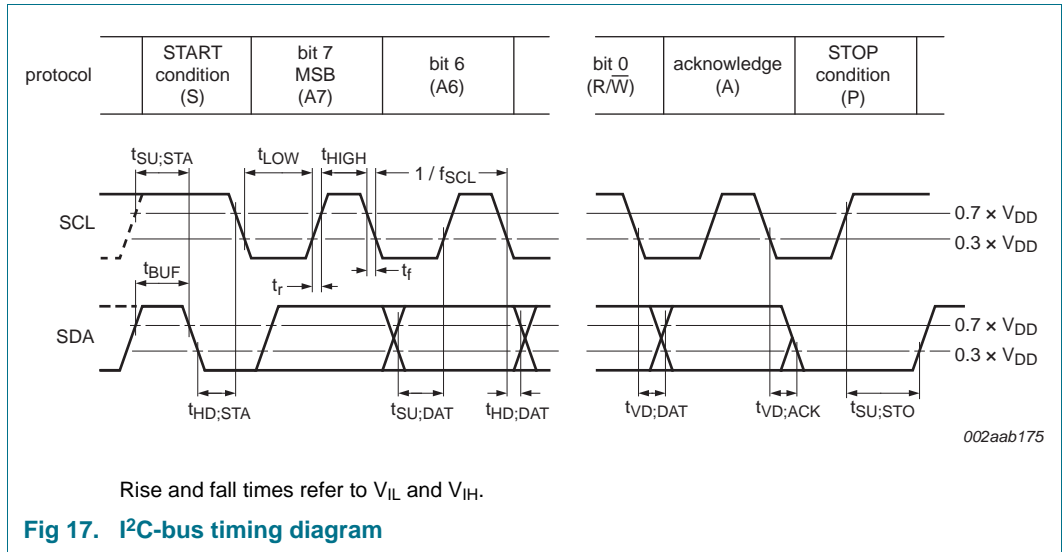 protocol
START
condition
(S)
bit 7
MSB
(A7)
bit 6
(A6)
bit 0
(R/W̅)
acknowledge
(A)
STOP
condition
(P)
tSU;STA
tLOW
tHIGH
1 / fSCL
SCL
0.7 × VDD
0.3 × VDD
tBUF
tr
tf
SDA
0.7 × VDD
0.3 × VDD
tHD;STA
tSU;DAT
tHD;DAT
tVD;DAT
tVD;ACK
tSU;STO
002aab175
Rise and fall times refer to VIL and VIH.
Fig 17. I²C-bus timing diagram